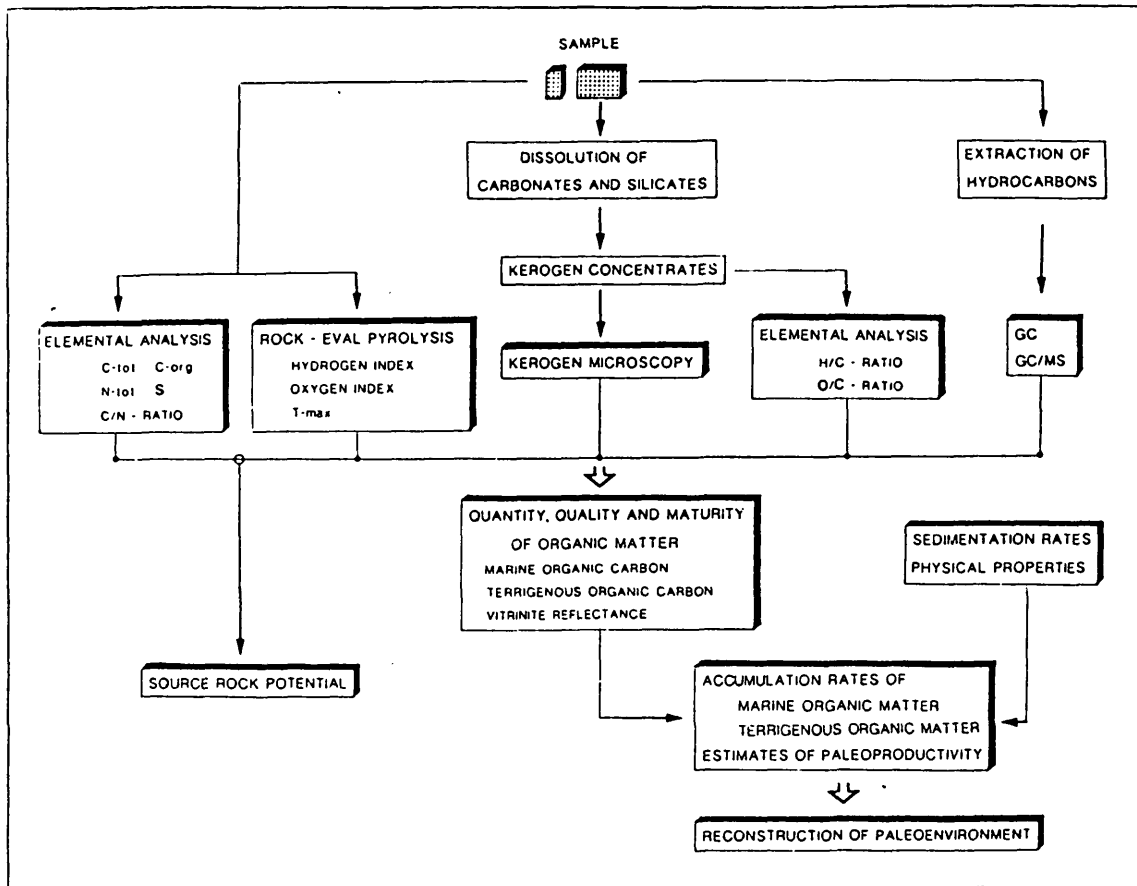 SAMPLE
DISSOLUTION OF
CARBONATES AND SILICATES
EXTRACTION OF
HYDROCARBONS
KEROGEN CONCENTRATES
ELEMENTAL ANALYSIS
C-tot C-org
N-tot S
C/N - RATIO
ROCK - EVAL PYROLYSIS
HYDROGEN INDEX
OXYGEN INDEX
T-max
KEROGEN MICROSCOPY
ELEMENTAL ANALYSIS
H/C - RATIO
O/C - RATIO
GC
GC/MS
QUANTITY, QUALITY AND MATURITY
OF ORGANIC MATTER
MARINE ORGANIC CARBON
TERRIGENOUS ORGANIC CARBON
VITRINITE REFLECTANCE
SEDIMENTATION RATES
PHYSICAL PROPERTIES
SOURCE ROCK POTENTIAL
ACCUMULATION RATES OF
MARINE ORGANIC MATTER
TERRIGENOUS ORGANIC MATTER
ESTIMATES OF PALEOPRODUCTIVITY
RECONSTRUCTION OF PALEOENVIRONMENT